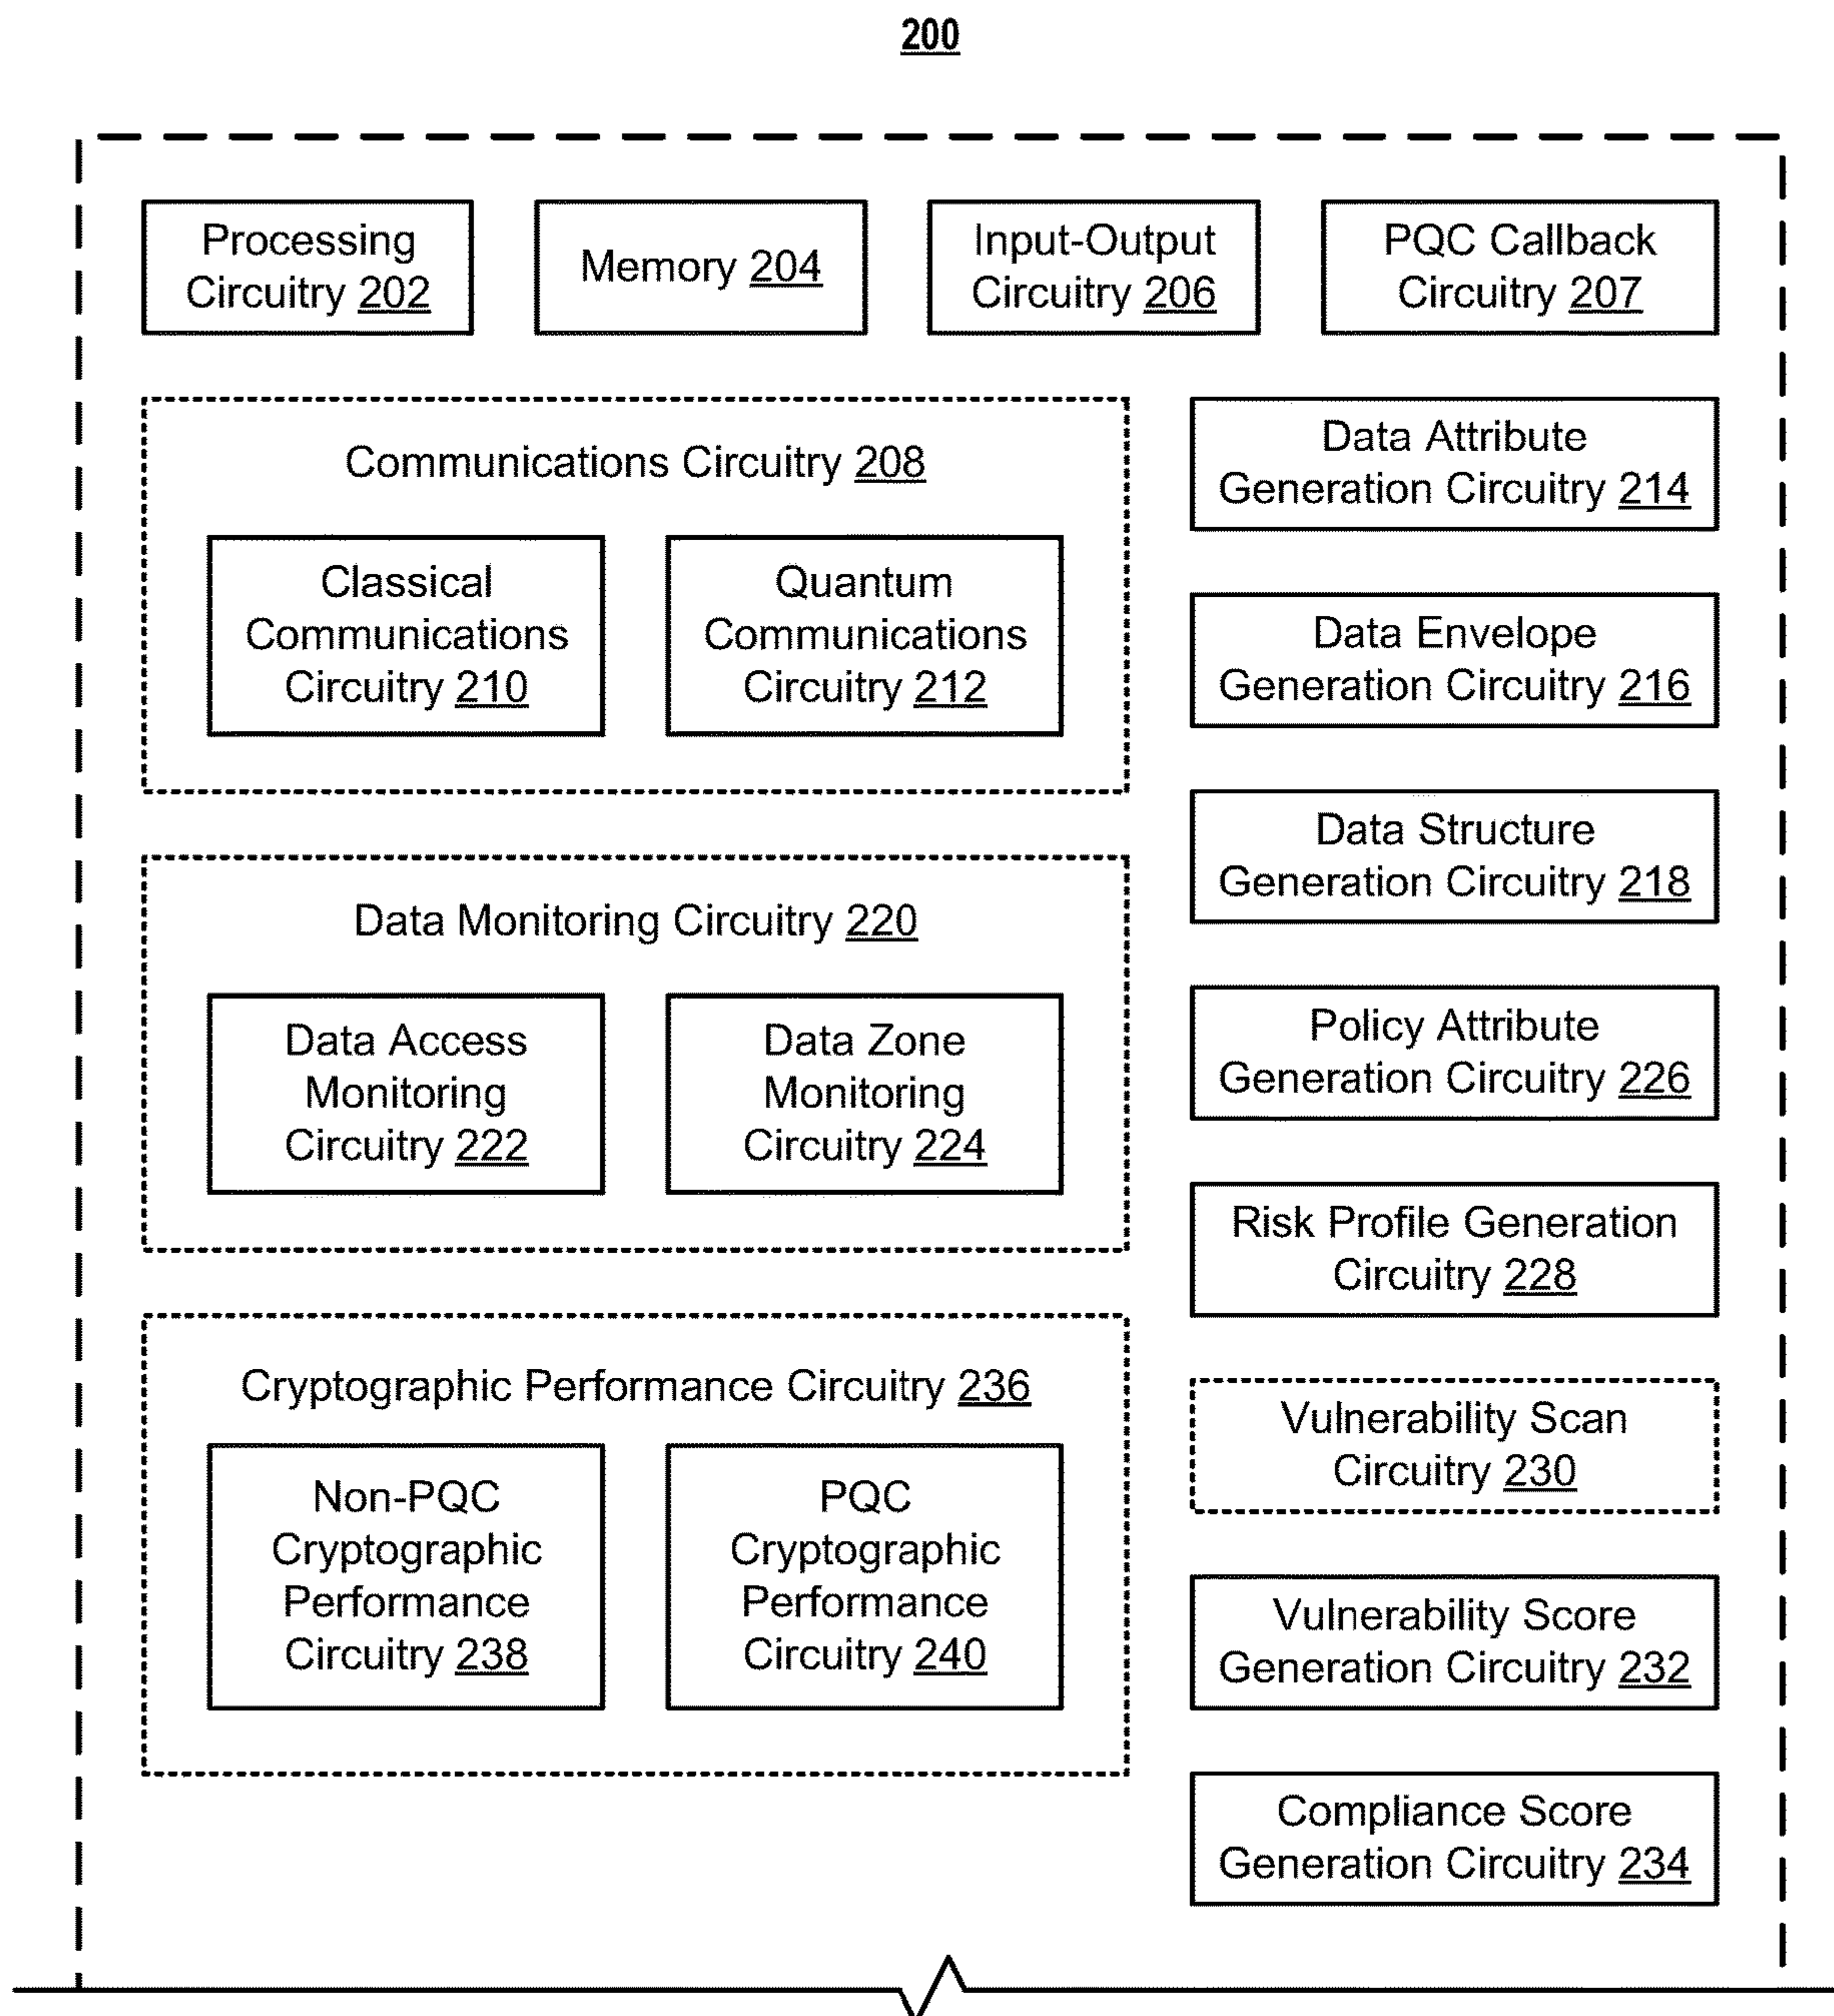 200
Processing
Circuitry 202
Memory 204
Input-Output
Circuitry 206
PQC Callback
Circuitry 207
Communications Circuitry 208
Classical
Communications
Circuitry 210
Quantum
Communications
Circuitry 212
Data Attribute
Generation Circuitry 214
Data Envelope
Generation Circuitry 216
Data Structure
Generation Circuitry 218
Data Monitoring Circuitry 220
Data Access
Monitoring
Circuitry 222
Data Zone
Monitoring
Circuitry 224
Policy Attribute
Generation Circuitry 226
Risk Profile Generation
Circuitry 228
Vulnerability Scan
Circuitry 230
Vulnerability Score
Generation Circuitry 232
Compliance Score
Generation Circuitry 234
Cryptographic Performance Circuitry 236
Non-PQC
Cryptographic
Performance
Circuitry 238
PQC
Cryptographic
Performance
Circuitry 240